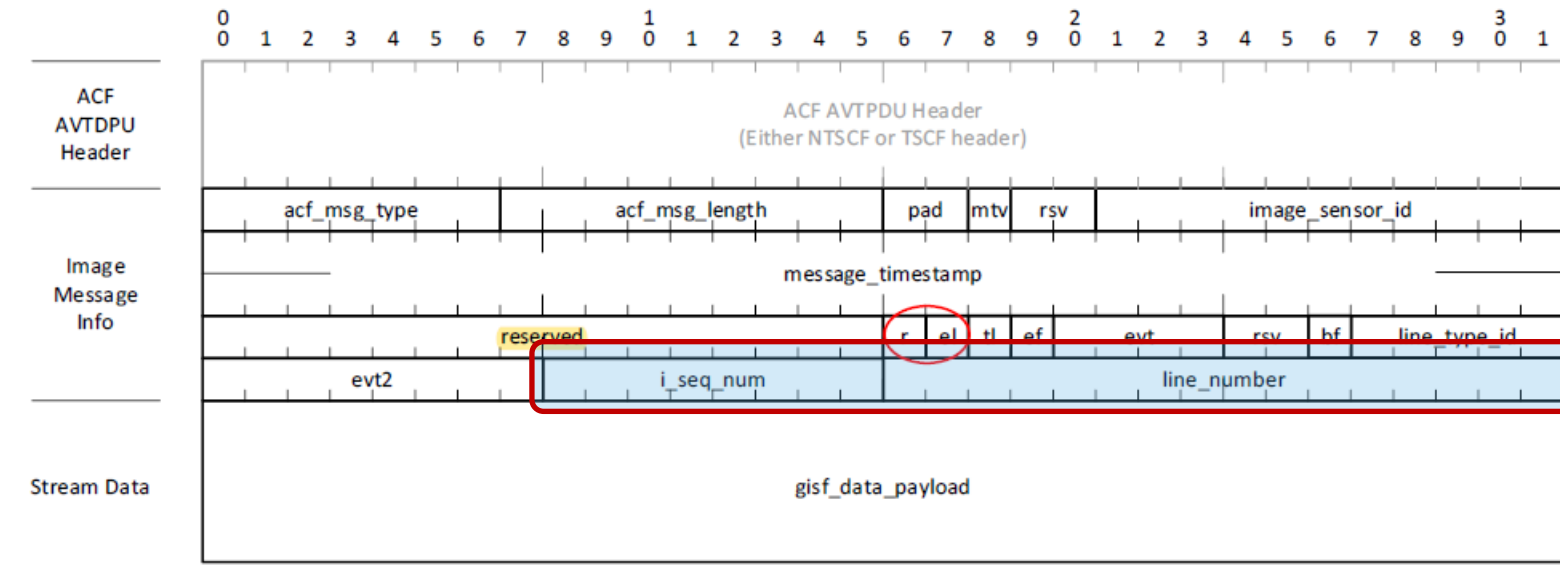 0 1 2 3
0 1 2 3 4 5 6 7 8 9 0 1 2 3 4 5 6 7 8 9 0 1 2 3 4 5 6 7 8 9 0 1
ACF
AVTDPU
Header
ACF AVTPDU Header
(Either NTSCF or TSCF header)
Image
Message
Info
acf_msg_type acf_msg_length pad mtv rsv image_sensor_id
message_timestamp
reserved r el tl ef evt rsv bf line_type_id
evt2 i_seq_num line_number
Stream Data
gisf_data_payload